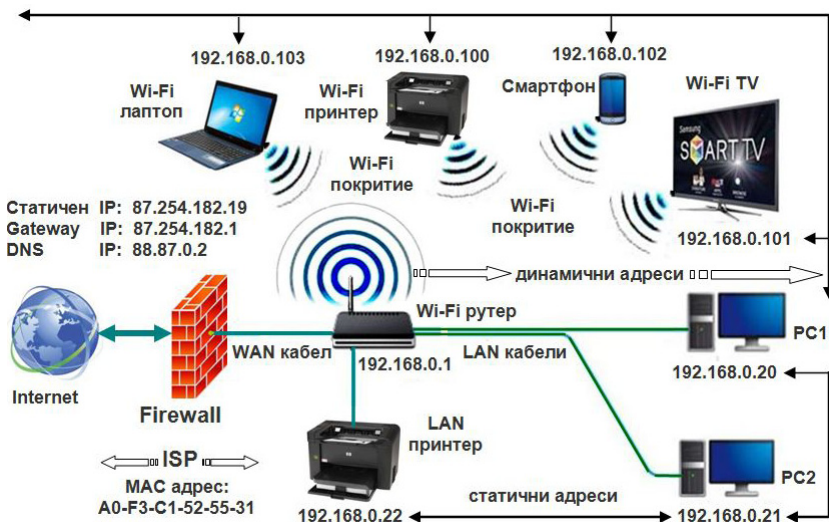 192.168.0.103
192.168.0.100
192.168.0.102
Wi-Fi
лаптоп
Wi-Fi
принтер
Смартфон
Wi-Fi TV
Samsung
SMART TV
Wi-Fi
покритие
Wi-Fi
покритие
192.168.0.101
Статичен IP: 87.254.182.19
Gateway IP: 87.254.182.1
DNS IP: 88.87.0.2
динамични адреси
Wi-Fi рутер
PC1
WAN кабел
LAN кабели
192.168.0.1
192.168.0.20
Internet
Firewall
LAN
принтер
ISP
MAC адрес:
A0-F3-C1-52-55-31
PC2
статични адреси
192.168.0.22
192.168.0.21